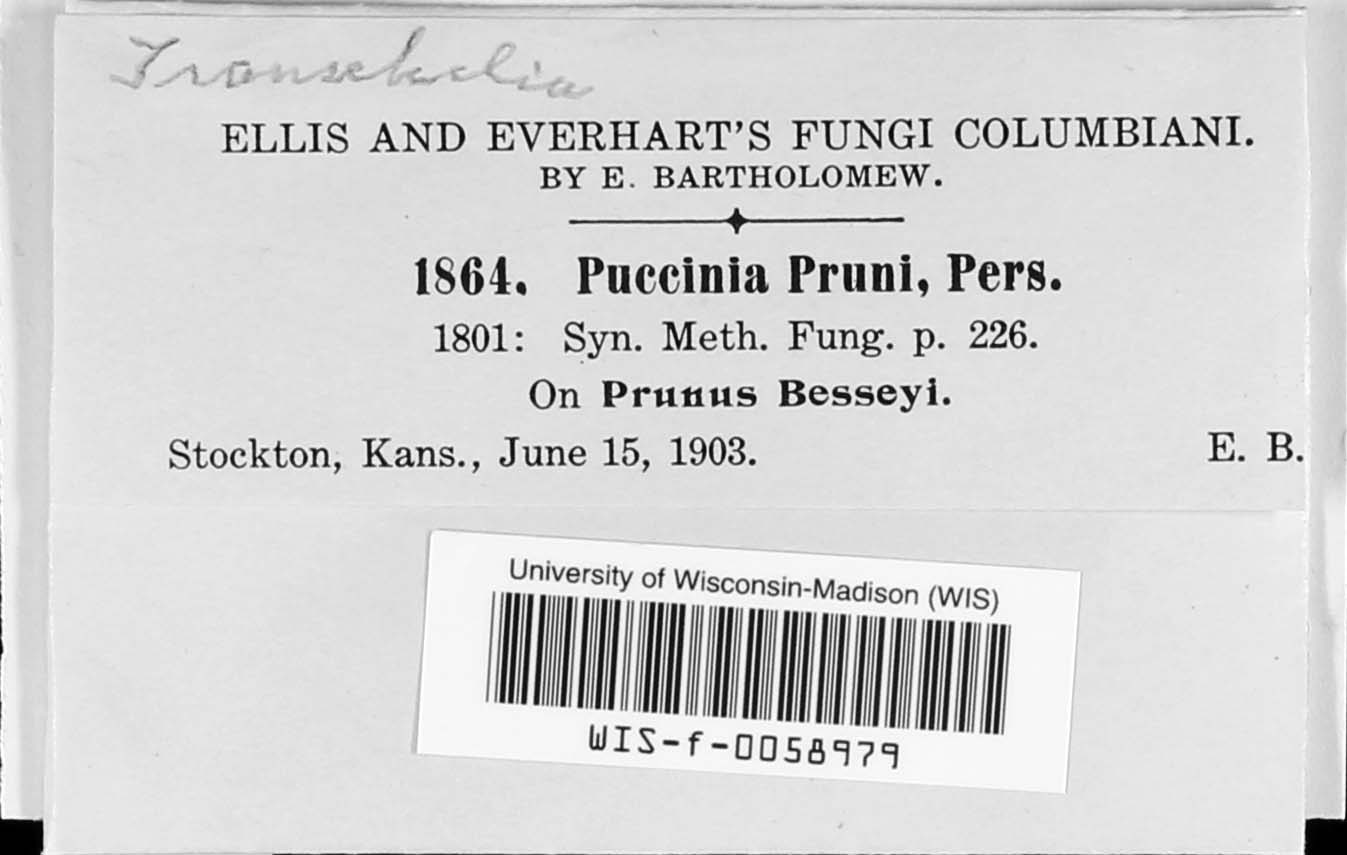 Transchelia
ELLIS AND EVERHART'S FUNGI COLUMBIANI.
BY E. BARTHOLOMEW.
1864. Puccinia Pruni, Pers.
1801: Syn. Meth. Fung. p. 226.
On Prunus Besseyi.
Stockton, Kans., June 15, 1903. E. B.
University of Wisconsin-Madison (WIS)
WIS-f-0058979